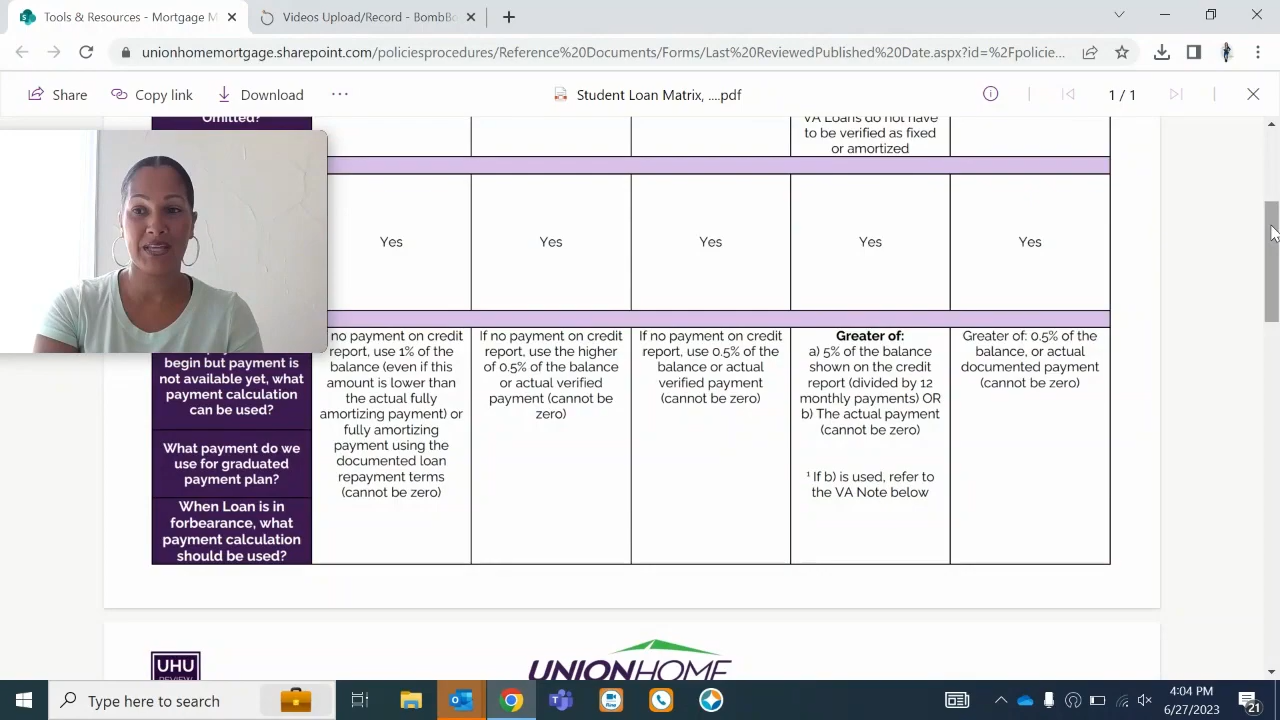 Tools & Resources - Mortgage M
Videos Upload/Record - BombBo
unionhomemortgage.sharepoint.com/policiesprocedures/Reference%20Documents/Forms/Last%20ReviewedPublished%20Date.aspx?id=%2Fpolicie...
Share
Copy link
Download
Student Loan Matrix, ....pdf
1 / 1
Omitted?
VA Loans do not have
to be verified as fixed
or amortized
Yes
Yes
Yes
Yes
Yes
begin but payment is
not available yet, what
payment calculation
can be used?
What payment do we
use for graduated
payment plan?
When Loan is in
forbearance, what
payment calculation
should be used?
no payment on credit
report, use 1% of the
balance (even if this
amount is lower than
the actual fully
amortizing payment) or
fully amortizing
payment using the
documented loan
repayment terms
(cannot be zero)
If no payment on credit
report, use the higher
of 0.5% of the balance
or actual verified
payment (cannot be
zero)
If no payment on credit
report, use 0.5% of the
balance or actual
verified payment
(cannot be zero)
Greater of:
a) 5% of the balance
shown on the credit
report (divided by 12
monthly payments) OR
b) The actual payment
(cannot be zero)
¹ If b) is used, refer to
the VA Note below
Greater of: 0.5% of the
balance, or actual
documented payment
(cannot be zero)
UHU
REVIEW
UNIONHOME
Type here to search
4:04 PM
6/27/2023
21